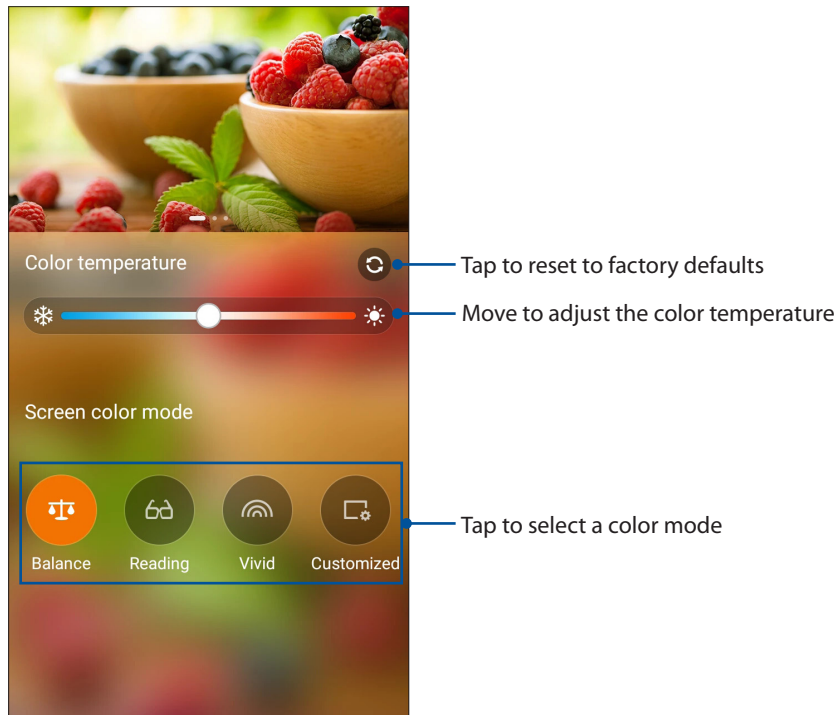 Color temperature
Tap to reset to factory defaults
Move to adjust the color temperature
Screen color mode
Tap to select a color mode
Balance Reading Vivid Customized